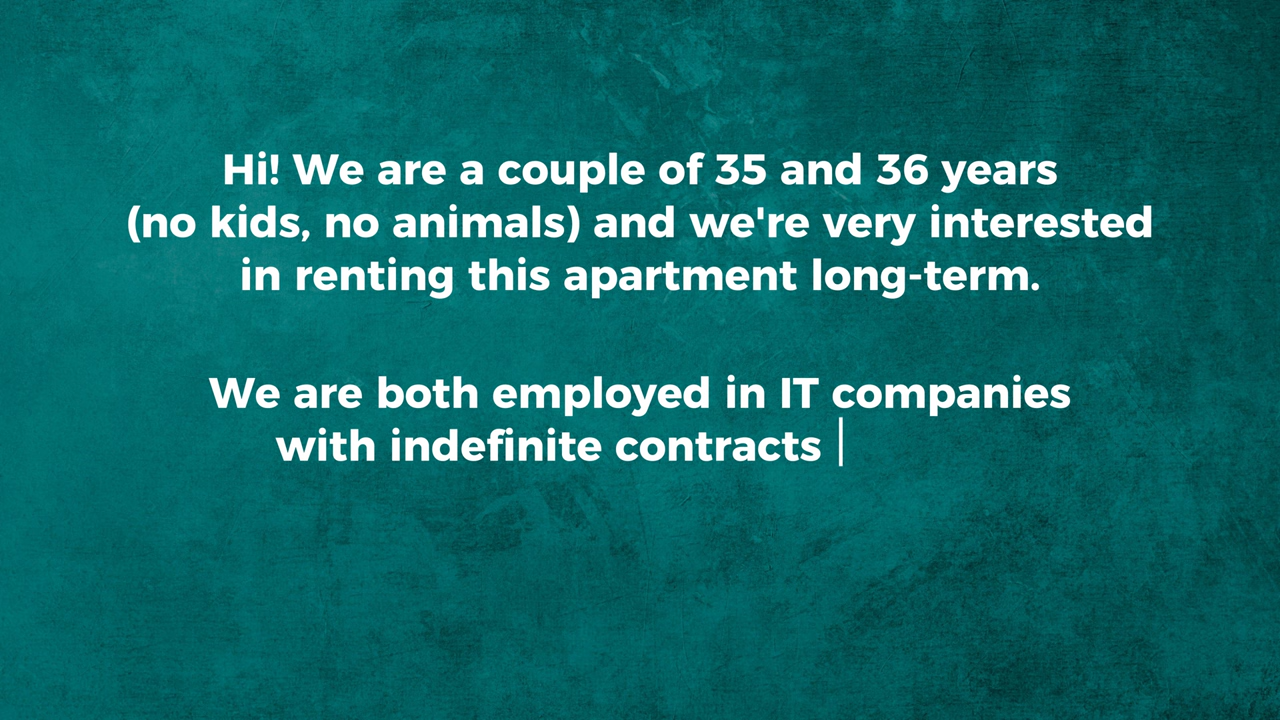 Hi! We are a couple of 35 and 36 years
(no kids, no animals) and we're very interested
in renting this apartment long-term.
We are both employed in IT companies
with indefinite contracts